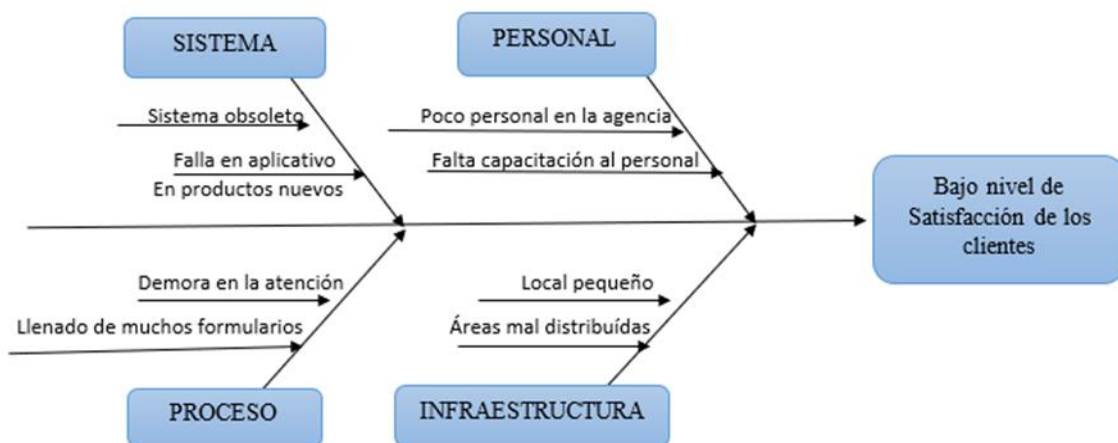 SISTEMA
PERSONAL
Sistema obsoleto
Poco personal en la agencia
Falla en aplicativo
Falta capacitación al personal
En productos nuevos
Bajo nivel de
Satisfacción de los
clientes
Demora en la atención
Local pequeño
Llenado de muchos formularios
Áreas mal distribuídas
PROCESO
INFRAESTRUCTURA